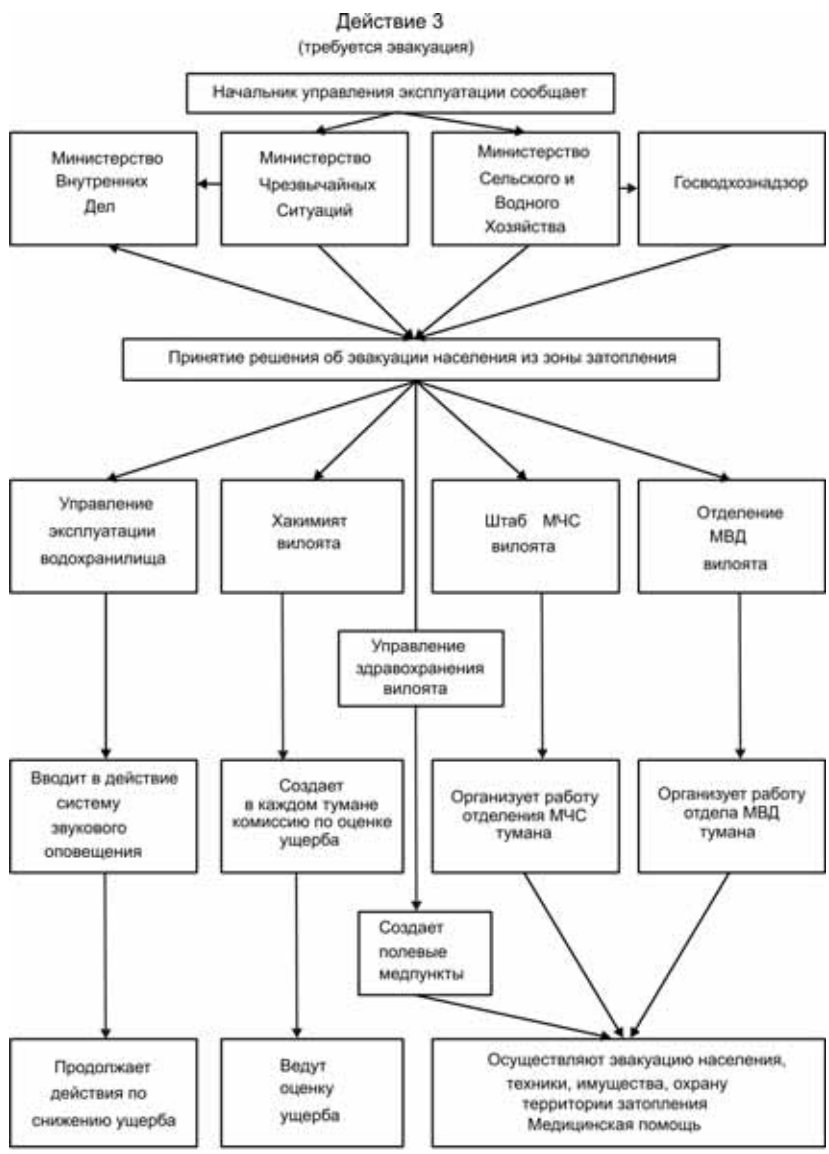 Действие 3
(требуется эвакуация)
Начальник управления эксплуатации сообщает
Министерство
Внутренних
Дел
Министерство
Чрезвычайных
Ситуаций
Министерство
Сельского и
Водного
Хозяйства
Госводхознадзор
Принятие решения об эвакуации населения из зоны затопления
Управление
эксплуатации
водохранилища
Хакимият
вилоята
Штаб МЧС
вилоята
Отделение
МВД
вилоята
Управление
здравохранения
вилоята
Вводит в действие
систему
звукового
оповещения
Создает
в каждом тумане
комиссию по оценке
ущерба
Организует работу
отделения МЧС
тумана
Организует работу
отдела МВД
тумана
Создает
полевые
медпункты
Продолжает
действия по
снижению ущерба
Ведут
оценку
ущерба
Осуществляют эвакуацию населения,
техники, имущества, охрану
территории затопления
Медицинская помощь